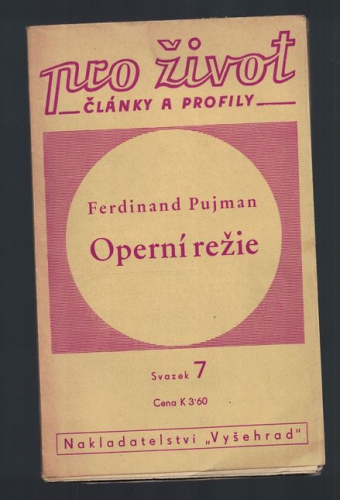 pro život
ČLÁNKY A PROFILY
Ferdinand Pujman
Operní režie
Svazek 7
Cena K 3·60
Nakladatelství „Vyšehrad"